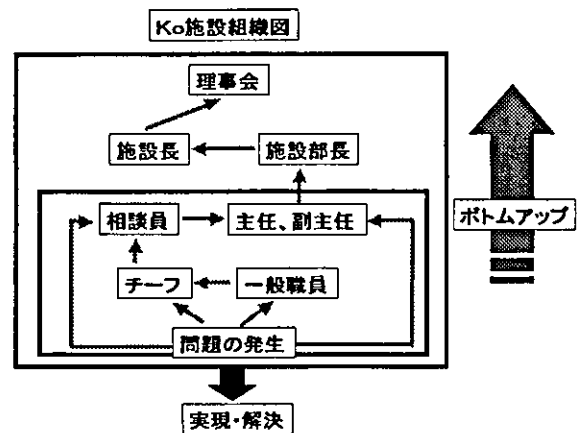 Ko施設組織図
理事会
施設長
施設部長
相談員
主任、副主任
チーフ
一般職員
問題の発生
実現・解決
ボトムアップ